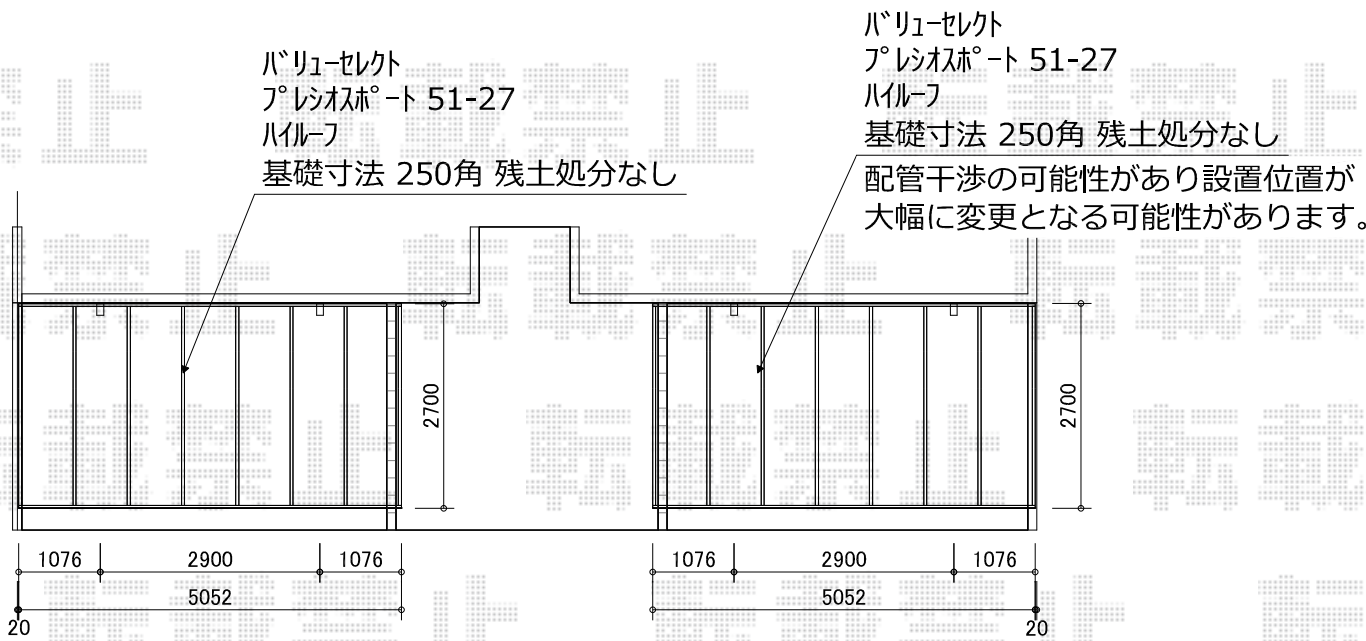 バリューセレクト
プレシオスポート 51-27
ハイルーフ
基礎寸法 250角 残土処分なし
バリューセレクト
プレシオスポート 51-27
ハイルーフ
基礎寸法 250角 残土処分なし
配管干渉の可能性があり設置位置が
大幅に変更となる可能性があります。
2700
2700
1076 2900 1076
5052
20
1076 2900 1076
5052
20
転載禁止